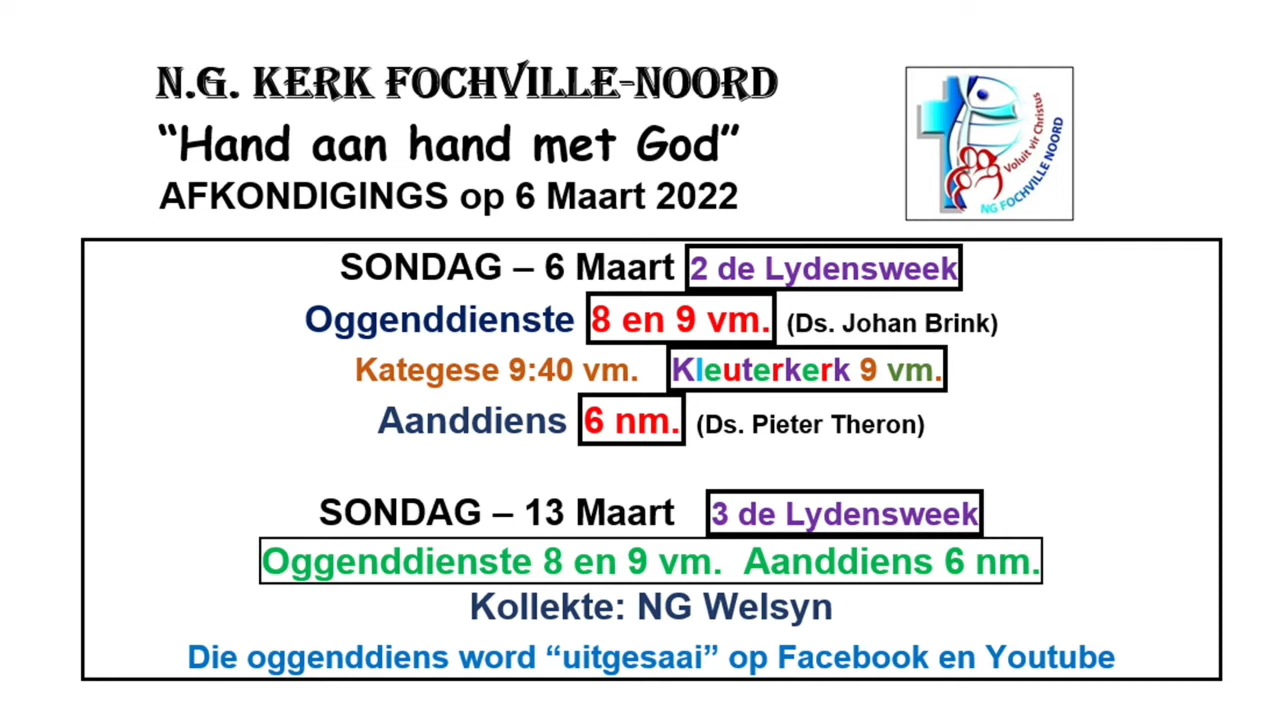 N.G. KERK FOCHVILLE-NOORD
“Hand aan hand met God”
AFKONDIGINGS op 6 Maart 2022
Voluit vir Christus
NG FOCHVILLE NOORD
SONDAG – 6 Maart 2 de Lydensweek
Oggenddienste 8 en 9 vm. (Ds. Johan Brink)
Kategese 9:40 vm. Kleuterkerk 9 vm.
Aanddiens 6 nm. (Ds. Pieter Theron)
SONDAG – 13 Maart 3 de Lydensweek
Oggenddienste 8 en 9 vm. Aanddiens 6 nm.
Kollekte: NG Welsyn
Die oggenddiens word “uitgesaai” op Facebook en Youtube